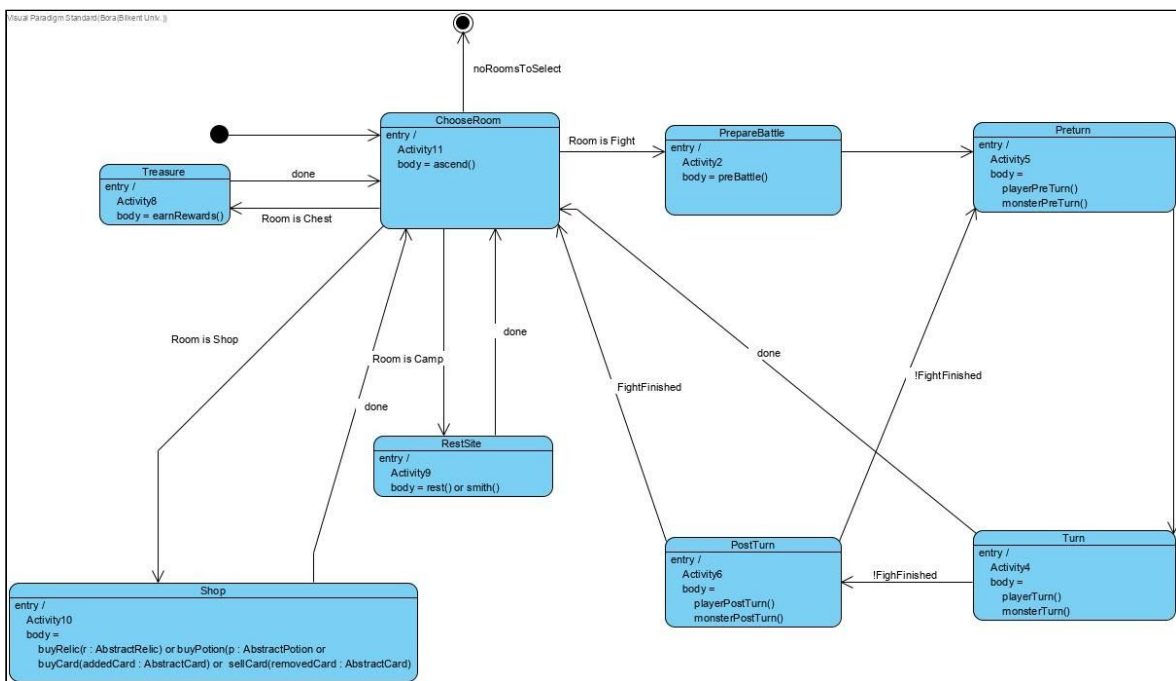 Visual Paradigm Standard(Bora(Bilkent Univ.))
noRoomsToSelect
ChooseRoom
entry /
Activity11
body = ascend()
Room is Fight
PrepareBattle
entry /
Activity2
body = preBattle()
Preturn
entry /
Activity5
body =
playerPreTurn()
monsterPreTurn()
Treasure
entry /
Activity8
body = earnRewards()
done
Room is Chest
Room is Shop
Room is Camp
done
done
FightFinished
done
!FightFinished
RestSite
entry /
Activity9
body = rest() or smith()
PostTurn
entry /
Activity6
body =
playerPostTurn()
monsterPostTurn()
!FighFinished
Turn
entry /
Activity4
body =
playerTurn()
monsterTurn()
Shop
entry /
Activity10
body =
buyRelic(r : AbstractRelic) or buyPotion(p : AbstractPotion or
buyCard(addedCard : AbstractCard) or sellCard(removedCard : AbstractCard)